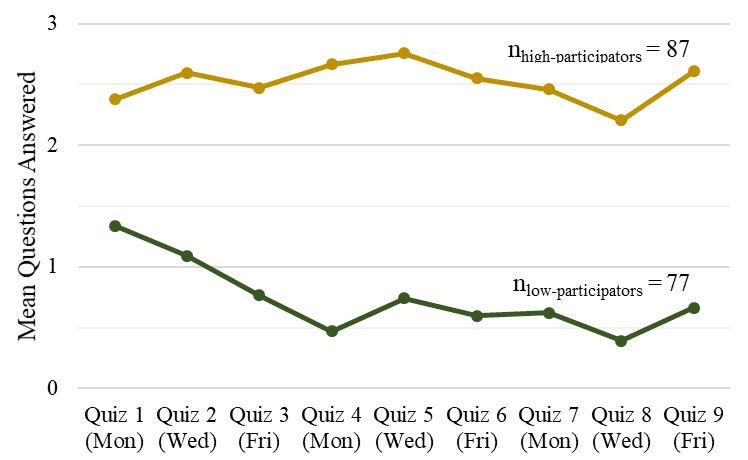 3
n high-participators = 87
2
Mean Questions Answered
1
n low-participators = 77
0
Quiz 1 Quiz 2 Quiz 3 Quiz 4 Quiz 5 Quiz 6 Quiz 7 Quiz 8 Quiz 9
(Mon) (Wed) (Fri) (Mon) (Wed) (Fri) (Mon) (Wed) (Fri)